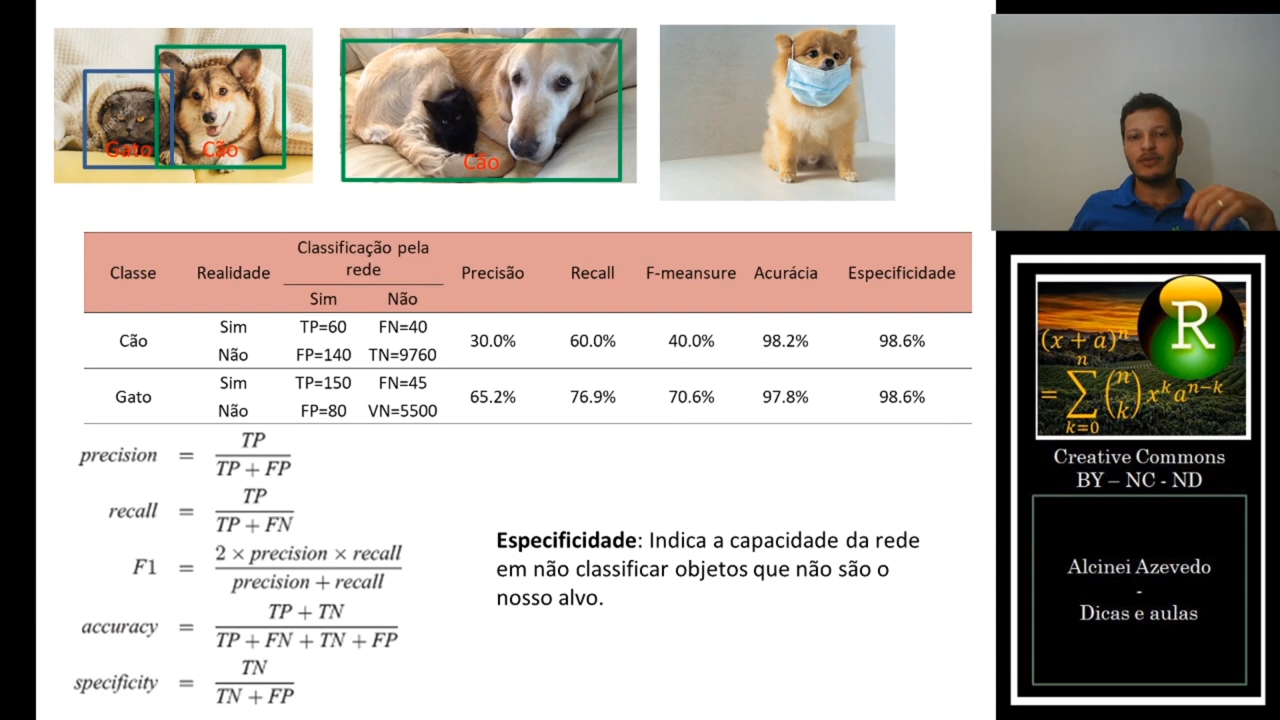 Gato
Cão
Cão
Classe
Realidade
Classificação pela
rede
Sim
Não
Precisão
Recall
F-meansure
Acurácia
Especificidade
Cão
Sim
TP=60
FN=40
Não
FP=140
TN=9760
30.0%
60.0%
40.0%
98.2%
98.6%
Gato
Sim
TP=150
FN=45
Não
FP=80
VN=5500
65.2%
76.9%
70.6%
97.8%
98.6%
precision = TP
TP + FP
recall = TP
TP + FN
F1 = 2 × precision × recall
precision + recall
accuracy = TP + TN
TP + FN + TN + FP
specificity = TN
TN + FP
Especificidade: Indica a capacidade da rede
em não classificar objetos que não são o
nosso alvo.
R
(x + a)^n
= ∑ n k=0 (n k) x^k a^{n−k}
Creative Commons
BY – NC - ND
Alcinei Azevedo
-
Dicas e aulas